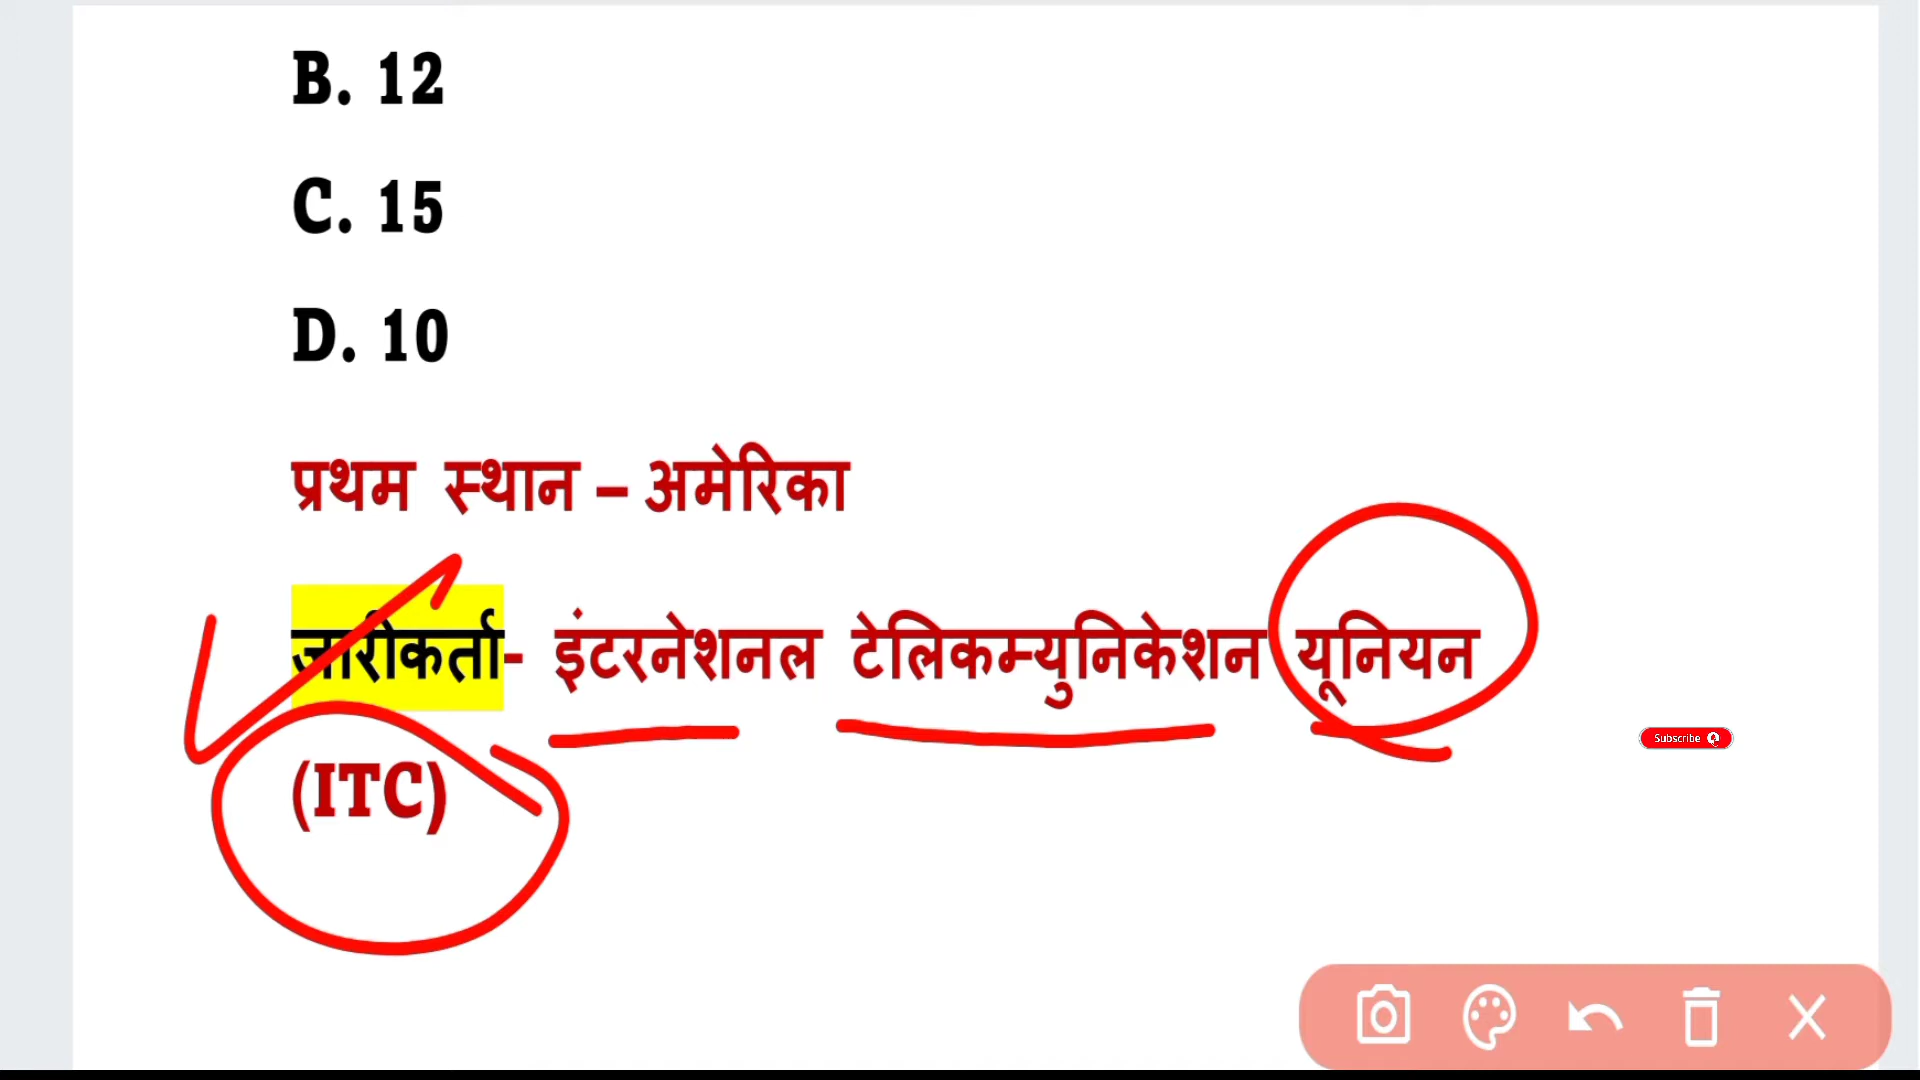 B. 12
C. 15
D. 10
प्रथम स्थान – अमेरिका
जारीकर्ता- इंटरनेशनल टेलिकम्युनिकेशन यूनियन
(ITC)
Subscribe